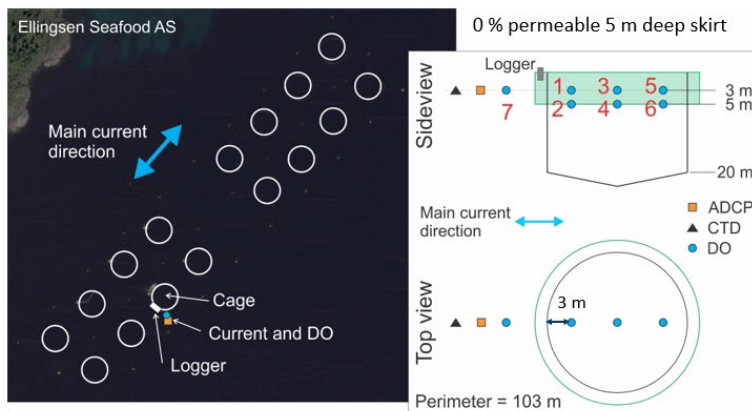 Ellingsen Seafood AS
Main current
direction
Cage
Current and DO
Logger
0 % permeable 5 m deep skirt
Sideview
Logger
1 3 5
3 m
2 4 6
5 m
7
20 m
Main current
direction
ADCP
CTD
DO
Top view
3 m
Perimeter = 103 m